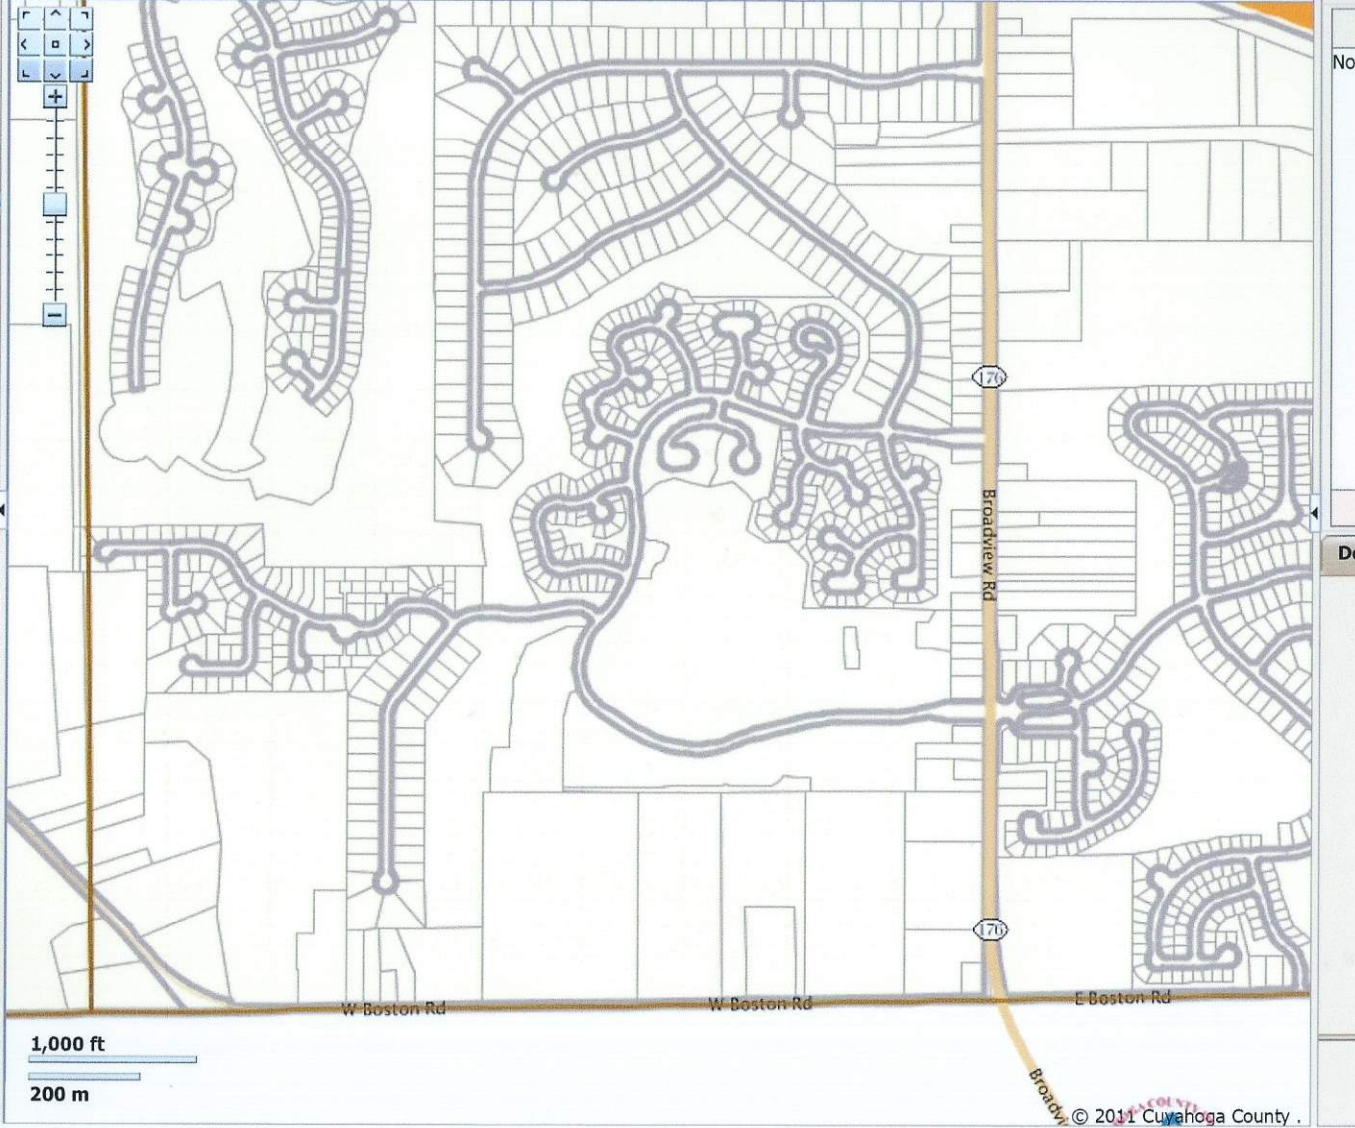 No
176
Broadview Rd
De
176
W Boston Rd
W Boston Rd
E Boston Rd
1,000 ft
200 m
Broadvi
© 2011 Cuyahoga County .